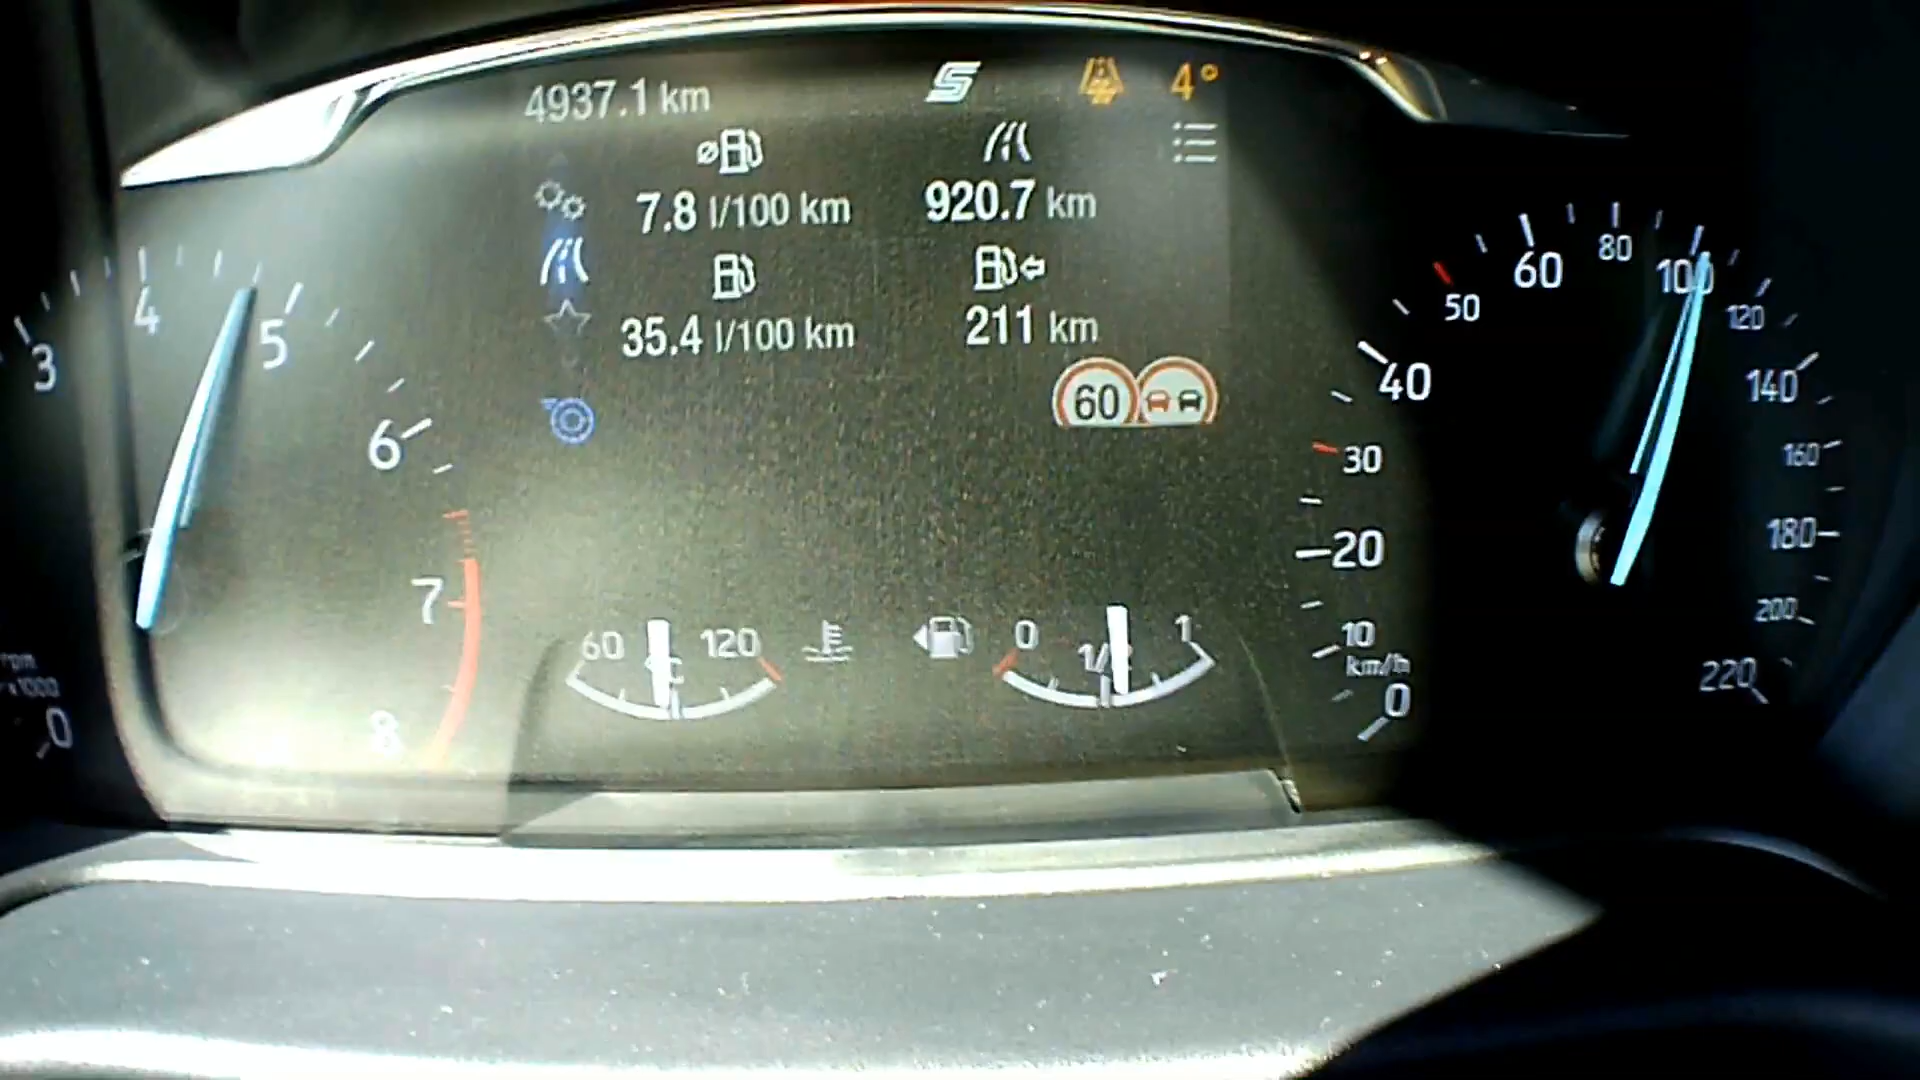 4937.1 km
S
4°
7.8 l/100 km
920.7 km
35.4 l/100 km
211 km
60
3
4
5
6
7
8
0
rpm
x1000
60
°C
120
0
1/2
1
0
km/h
10
20
30
40
50
60
80
100
120
140
160
180
200
220